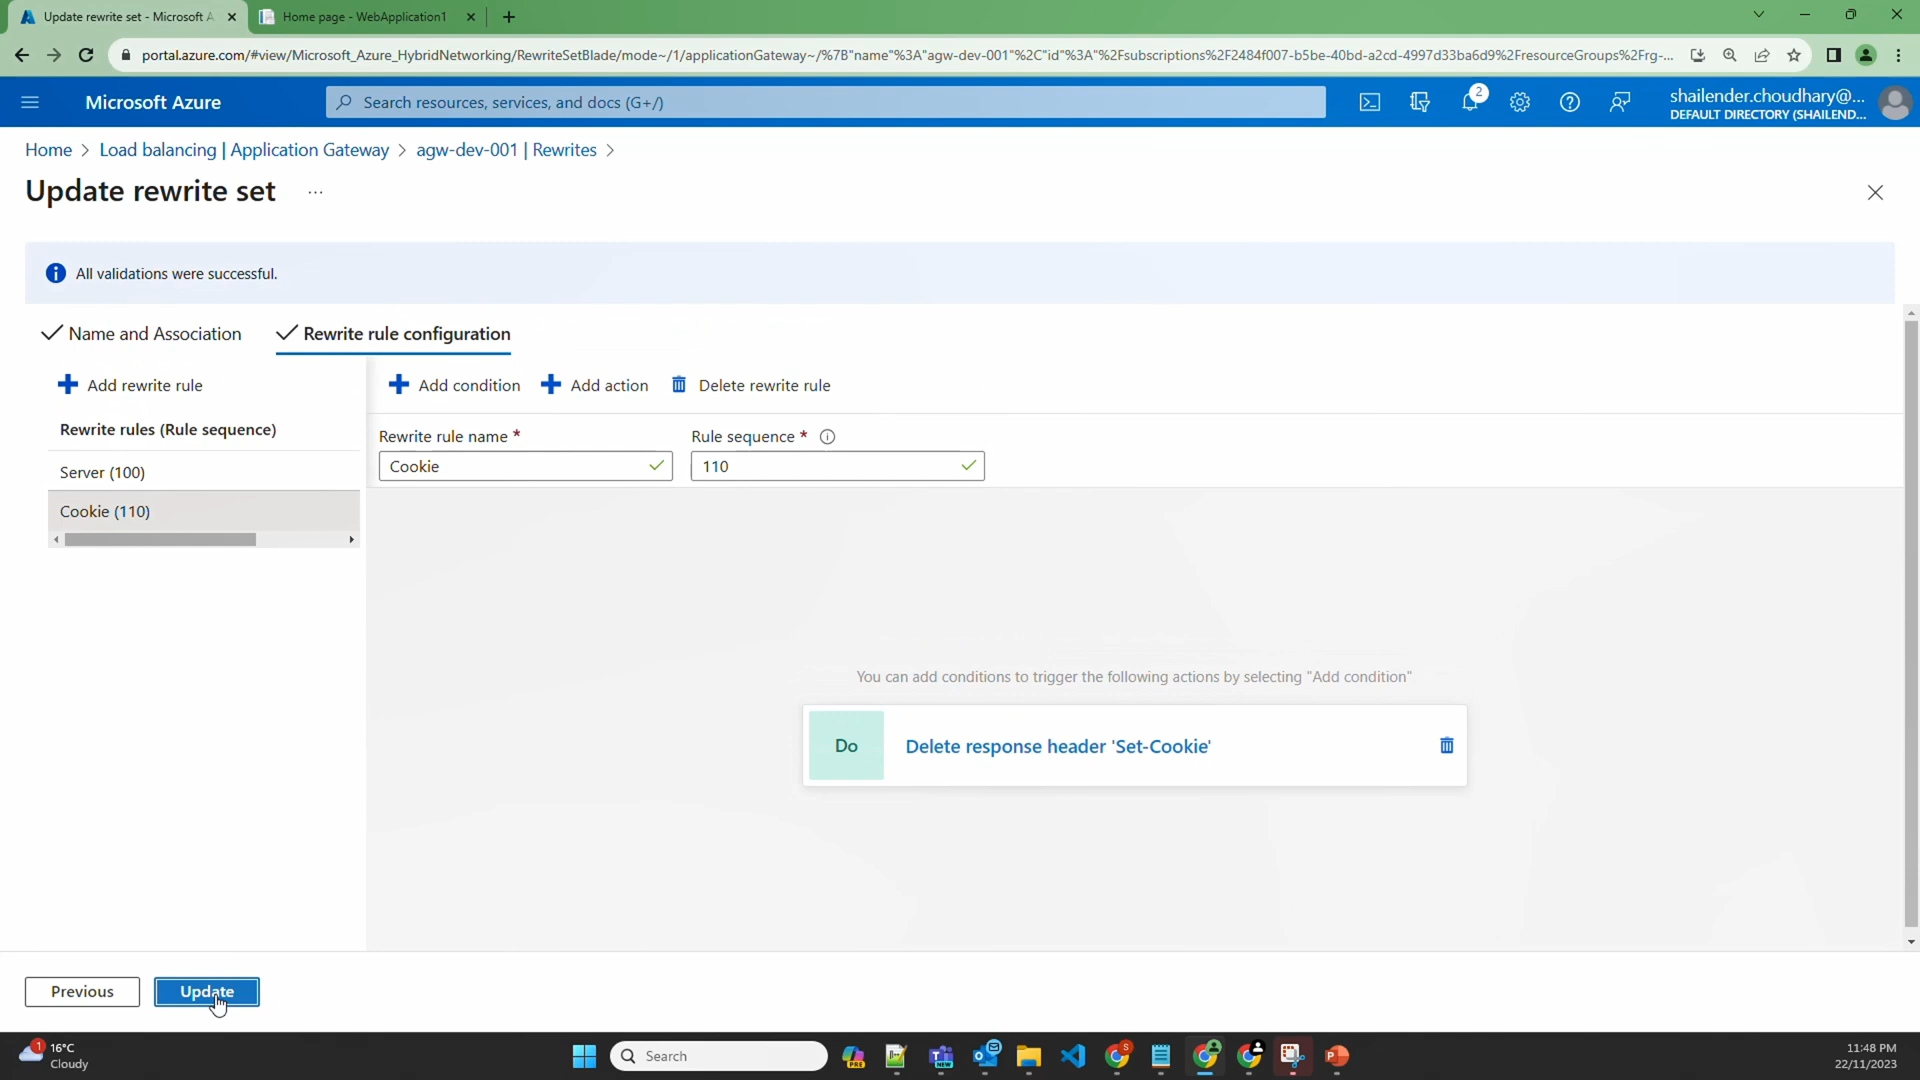 Update rewrite set - Microsoft A
Home page - WebApplication1
portal.azure.com/#view/Microsoft_Azure_HybridNetworking/RewriteSetBlade/mode~/1/applicationGateway~/%7B"name"%3A"agw-dev-001"%2C"id"%3A"%2Fsubscriptions%2F2484f007-b5be-40bd-a2cd-4997d33ba6d9%2FresourceGroups%2Frg-...
Microsoft Azure
Search resources, services, and docs (G+/)
2
shailender.choudhary@...
DEFAULT DIRECTORY (SHAILEND...
Home > Load balancing | Application Gateway > agw-dev-001 | Rewrites >
Update rewrite set ...
All validations were successful.
Name and Association
Rewrite rule configuration
Add rewrite rule
Add condition
Add action
Delete rewrite rule
Rewrite rules (Rule sequence)
Rewrite rule name *
Rule sequence *
Cookie
110
Server (100)
Cookie (110)
You can add conditions to trigger the following actions by selecting "Add condition"
Do
Delete response header 'Set-Cookie'
Previous
Update
1
16°C
Cloudy
Search
PRE
NEW
S
11:48 PM
22/11/2023